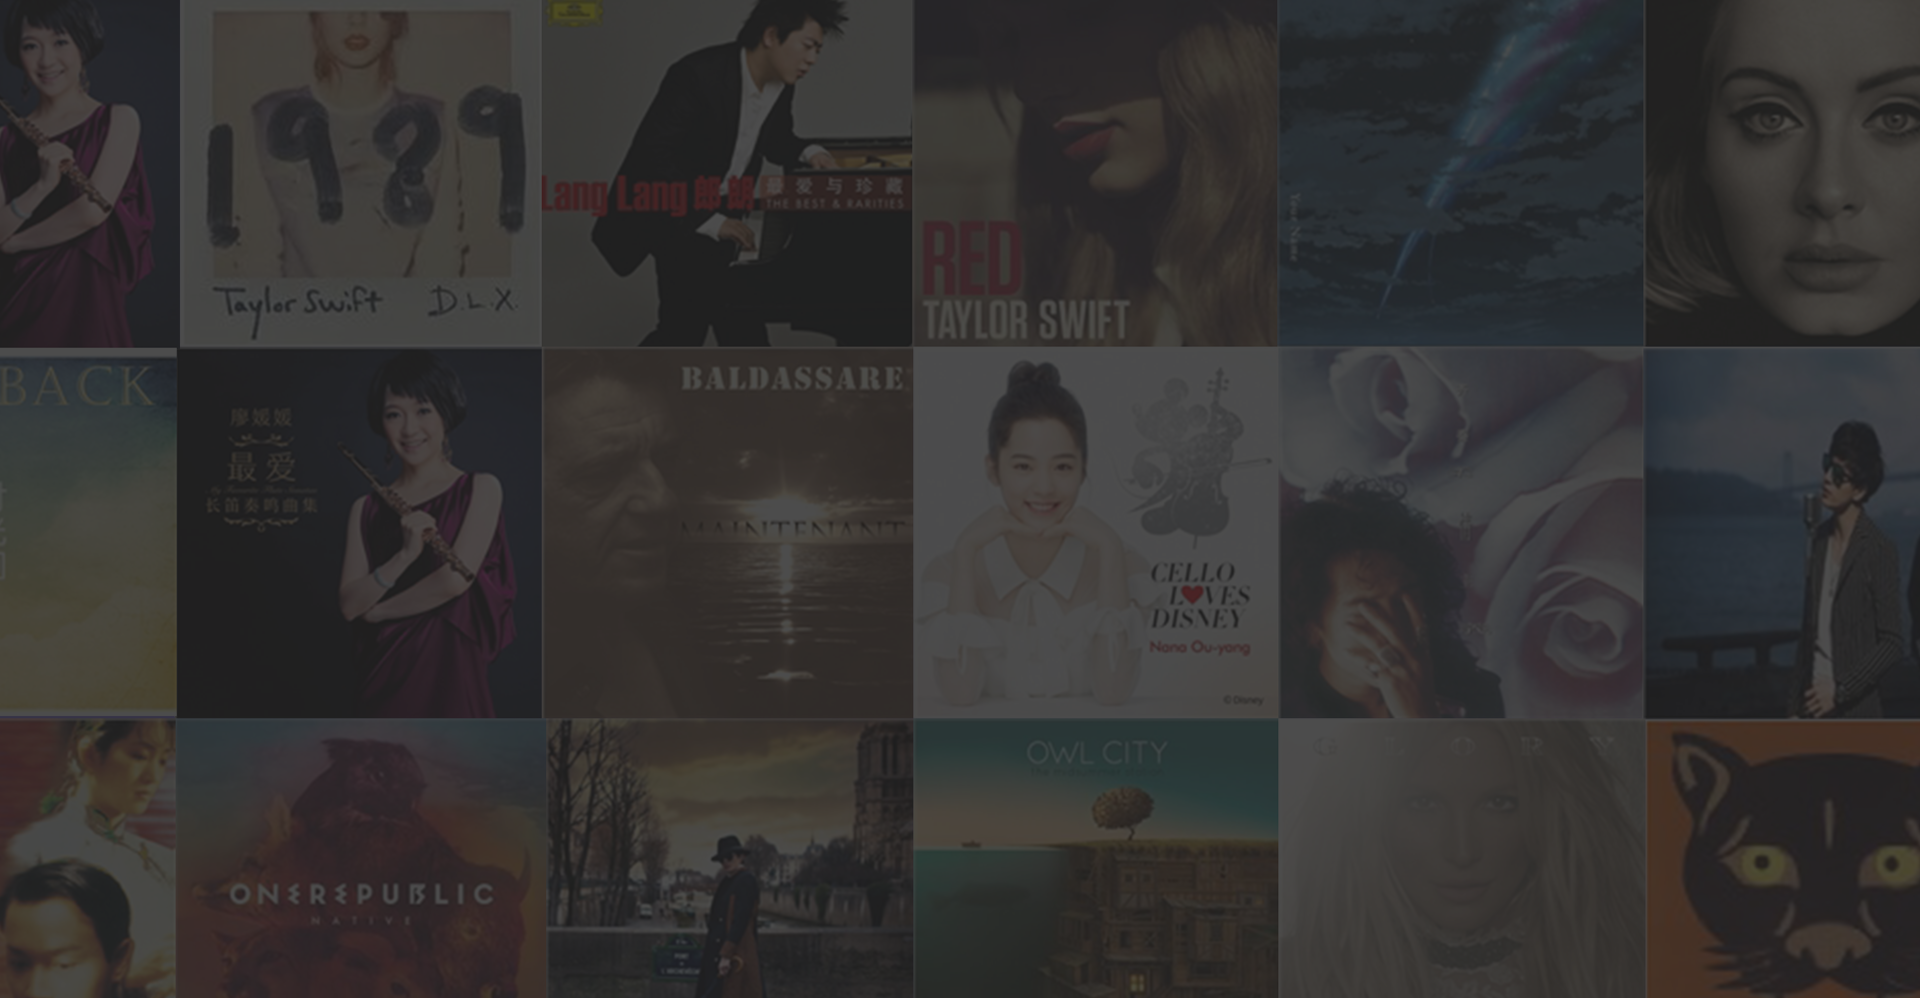 1989
Taylor Swift D.L.X.
Lang Lang 郎朗 最爱与珍藏
THE BEST & RARITIES
RED
TAYLOR SWIFT
BACK
廖媛媛
最爱
长笛奏鸣曲集
BALDASSARE
MAINTENANT
CELLO
LOVES
DISNEY
Nana Ou-yang
© Disney
ONEREPUBLIC
NATIVE
OWL CITY
GLORY